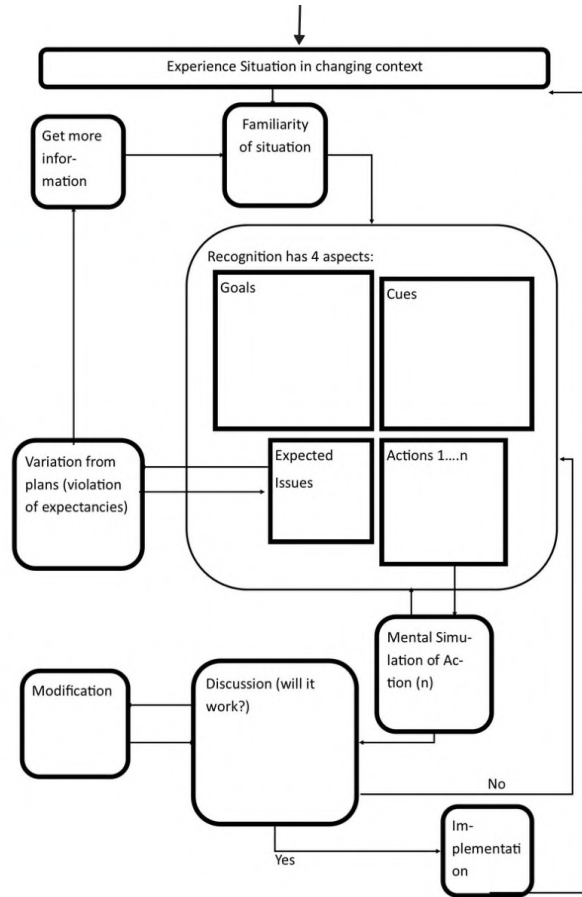 Experience Situation in changing context
Familiarity
of situation
Get more
infor-
mation
Recognition has 4 aspects:
Goals
Cues
Variation from
plans (violation
of expectancies)
Expected
Issues
Actions 1....n
Mental Simu-
lation of Ac-
tion (n)
Modification
Discussion (will it
work?)
No
Yes
Im-
plementati
on